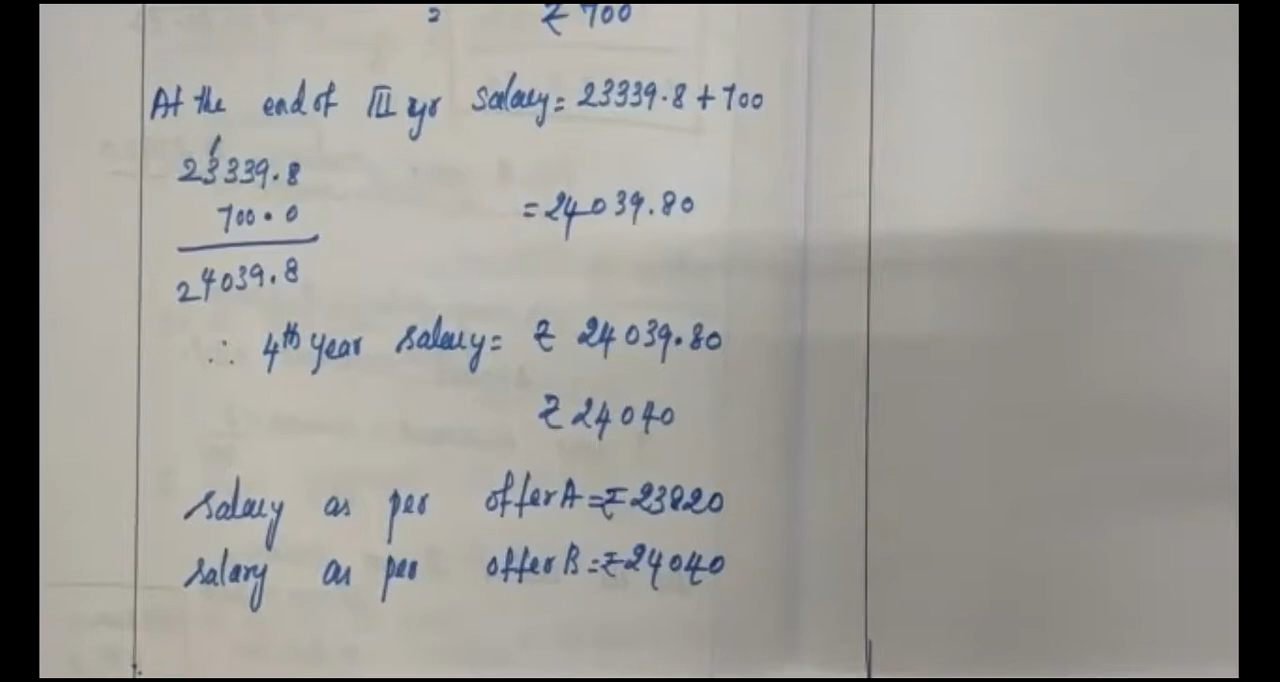 = ₹ 700
At the end of III yr salary = 23339.8 + 700
1
23339.8
700.0
= 24039.80
24039.8
∴ 4th year salary = ₹ 24039.80
₹ 24040
salary as per offer A = ₹ 23820
salary as per offer B = ₹ 24040